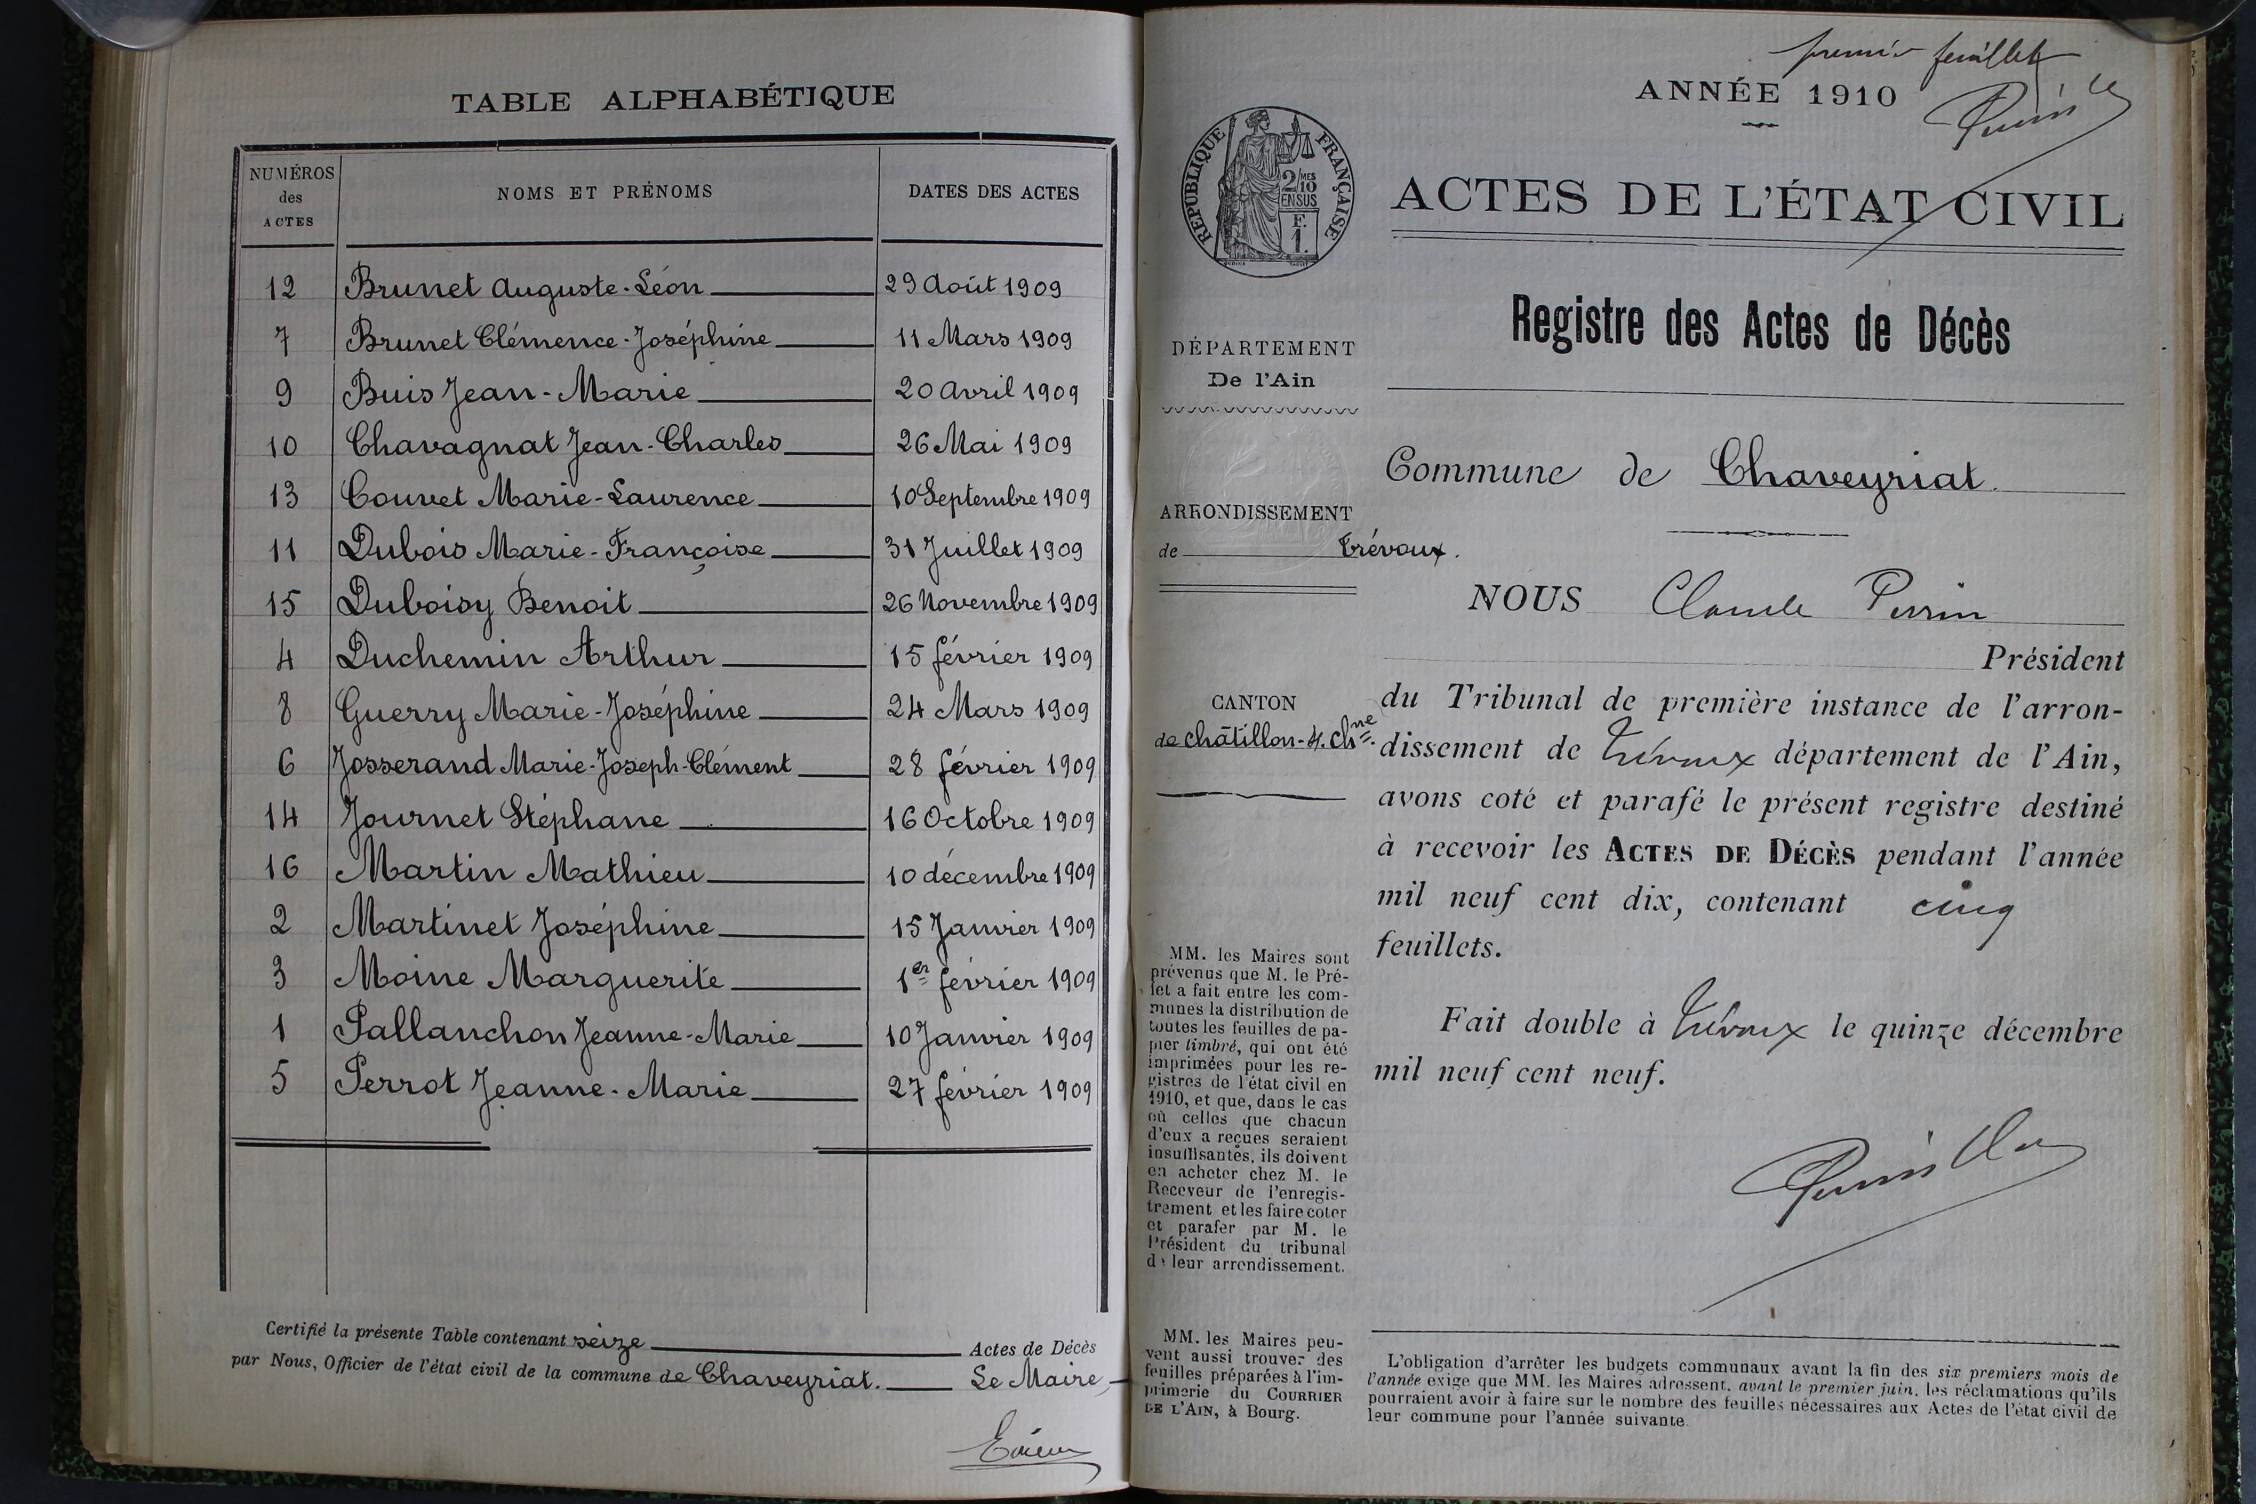 TABLE ALPHABÉTIQUE
NUMÉROS des ACTES NOMS ET PRÉNOMS DATES DES ACTES
12 Brunet Auguste-Léon 29 Août 1909
7 Brunet Clémence-Joséphine 11 Mars 1909
9 Buis Jean-Marie 20 Avril 1909
10 Chavagnat Jean-Charles 26 Mai 1909
13 Couvet Marie-Laurence 10 Septembre 1909
11 Dubois Marie-Françoise 31 Juillet 1909
15 Duboisy Benoit 26 Novembre 1909
4 Duchemin Arthur 15 février 1909
8 Guerry Marie-Joséphine 24 Mars 1909
6 Josserand Marie-Joseph-Clément 28 février 1909
14 Journet Stéphane 16 Octobre 1909
16 Martin Mathieu 10 décembre 1909
2 Martinet Joséphine 15 Janvier 1909
3 Moine Marguerite 1er février 1909
1 Pallanchon Jeanne-Marie 10 Janvier 1909
5 Perrot Jeanne-Marie 27 février 1909
Certifié la présente Table contenant seize Actes de Décès
par Nous, Officier de l'état civil de la commune de Chaveyriat. Le Maire,
premier feuillet
ANNÉE 1910
RÉPUBLIQUE FRANÇAISE
2/10MES
EN SUS
F.
1.
ACTES DE L'ÉTAT CIVIL
Registre des Actes de Décès
DÉPARTEMENT
De l'Ain
ARRONDISSEMENT
de Trévoux.
CANTON
de Châtillon-s.Chne.
MM. les Maires sont
prévenus que M. le Pré-
fet a fait entre les com-
munes la distribution de
toutes les feuilles de pa-
pier timbré, qui ont été
imprimées pour les re-
gistres de l'état civil en
1910, et que, dans le cas
où celles que chacun
d'eux a reçues seraient
insuffisantes, ils doivent
en acheter chez M. le
Receveur de l'enregis-
trement et les faire coter
et parafer par M. le
Président du tribunal
de leur arrondissement.
MM. les Maires peu-
vent aussi trouver des
feuilles préparées à l'im-
primerie du COURRIER
DE L'AIN, à Bourg.
Commune de Chaveyriat.
NOUS Claude Perrin
Président
du Tribunal de première instance de l'arron-
dissement de Trévoux département de l'Ain,
avons coté et parafé le présent registre destiné
à recevoir les ACTES DE DÉCÈS pendant l'année
mil neuf cent dix, contenant cinq
feuillets.
Fait double à Trévoux le quinze décembre
mil neuf cent neuf.
L'obligation d'arrêter les budgets communaux avant la fin des six premiers mois de
l'année exige que MM. les Maires adressent, avant le premier juin, les réclamations qu'ils
pourraient avoir à faire sur le nombre des feuilles nécessaires aux Actes de l'état civil de
leur commune pour l'année suivante.